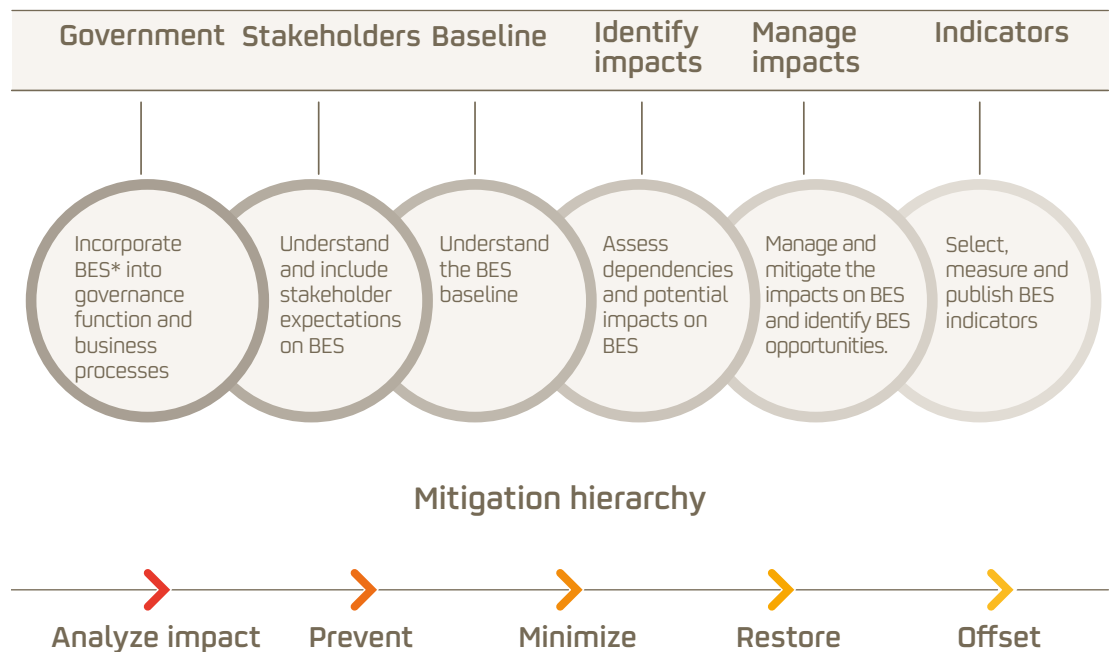 Government
Stakeholders
Baseline
Identify
impacts
Manage
impacts
Indicators
Incorporate
BES* into
governance
function and
business
processes
Understand
and include
stakeholder
expectations
on BES
Understand
the BES
baseline
Assess
dependencies
and potential
impacts on
BES
Manage and
mitigate the
impacts on BES
and identify BES
opportunities.
Select,
measure and
publish BES
indicators
Mitigation hierarchy
Analyze impact
Prevent
Minimize
Restore
Offset